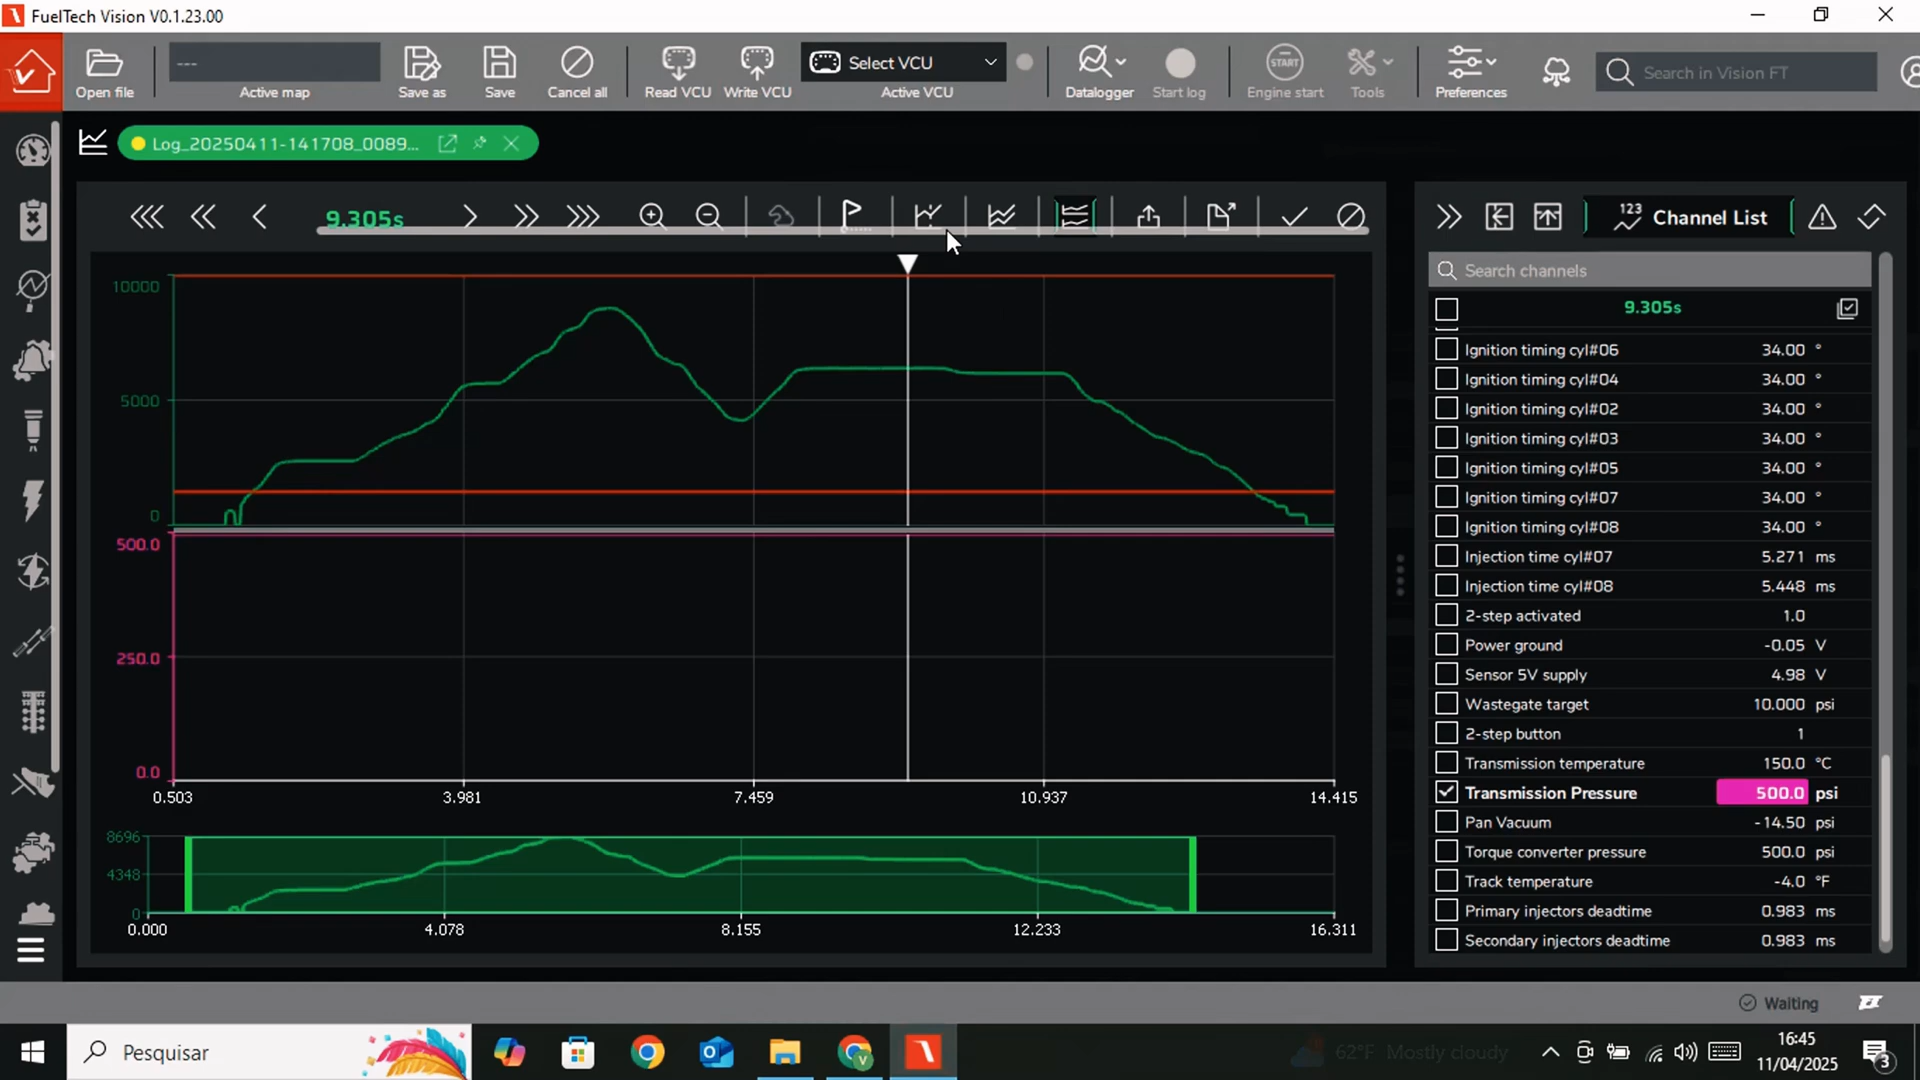 FuelTech Vision V0.1.23.00
Open file
---
Active map
Save as
Save
Cancel all
Read VCU
Write VCU
Select VCU
Active VCU
Datalogger
Start log
START
Engine start
Tools
Preferences
Search in Vision FT
Log_20250411-141708_0089...
9.305s
123
Channel List
Search channels
9.305s
Ignition timing cyl#06 34.00 °
Ignition timing cyl#04 34.00 °
Ignition timing cyl#02 34.00 °
Ignition timing cyl#03 34.00 °
Ignition timing cyl#05 34.00 °
Ignition timing cyl#07 34.00 °
Ignition timing cyl#08 34.00 °
Injection time cyl#07 5.271 ms
Injection time cyl#08 5.448 ms
2-step activated 1.0
Power ground -0.05 V
Sensor 5V supply 4.98 V
Wastegate target 10.000 psi
2-step button 1
Transmission temperature 150.0 °C
Transmission Pressure 500.0 psi
Pan Vacuum -14.50 psi
Torque converter pressure 500.0 psi
Track temperature -4.0 °F
Primary injectors deadtime 0.983 ms
Secondary injectors deadtime 0.983 ms
10000
5000
0
500.0
250.0
0.0
0.503 3.981 7.459 10.937 14.415
8696
4348
0
0.000 4.078 8.155 12.233 16.311
Waiting
Pesquisar
62°F Mostly cloudy
16:45
11/04/2025
3